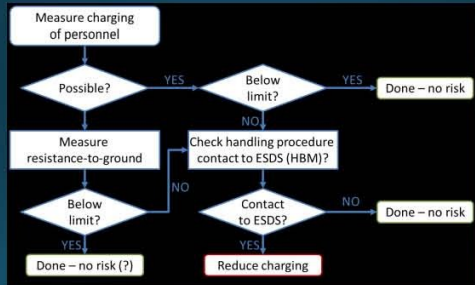 Measure charging
of personnel
Possible?
YES
Below
limit?
YES
Done – no risk
NO
Measure
resistance-to-ground
Check handling procedure
contact to ESDS (HBM)?
NO
Below
limit?
Contact
to ESDS?
NO
Done – no risk
YES
YES
Done – no risk (?)
Reduce charging